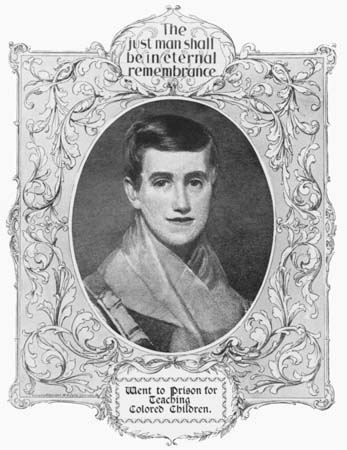 The
just man shall
be in eternal
remembrance
Went to Prison for
Teaching
Colored Children.